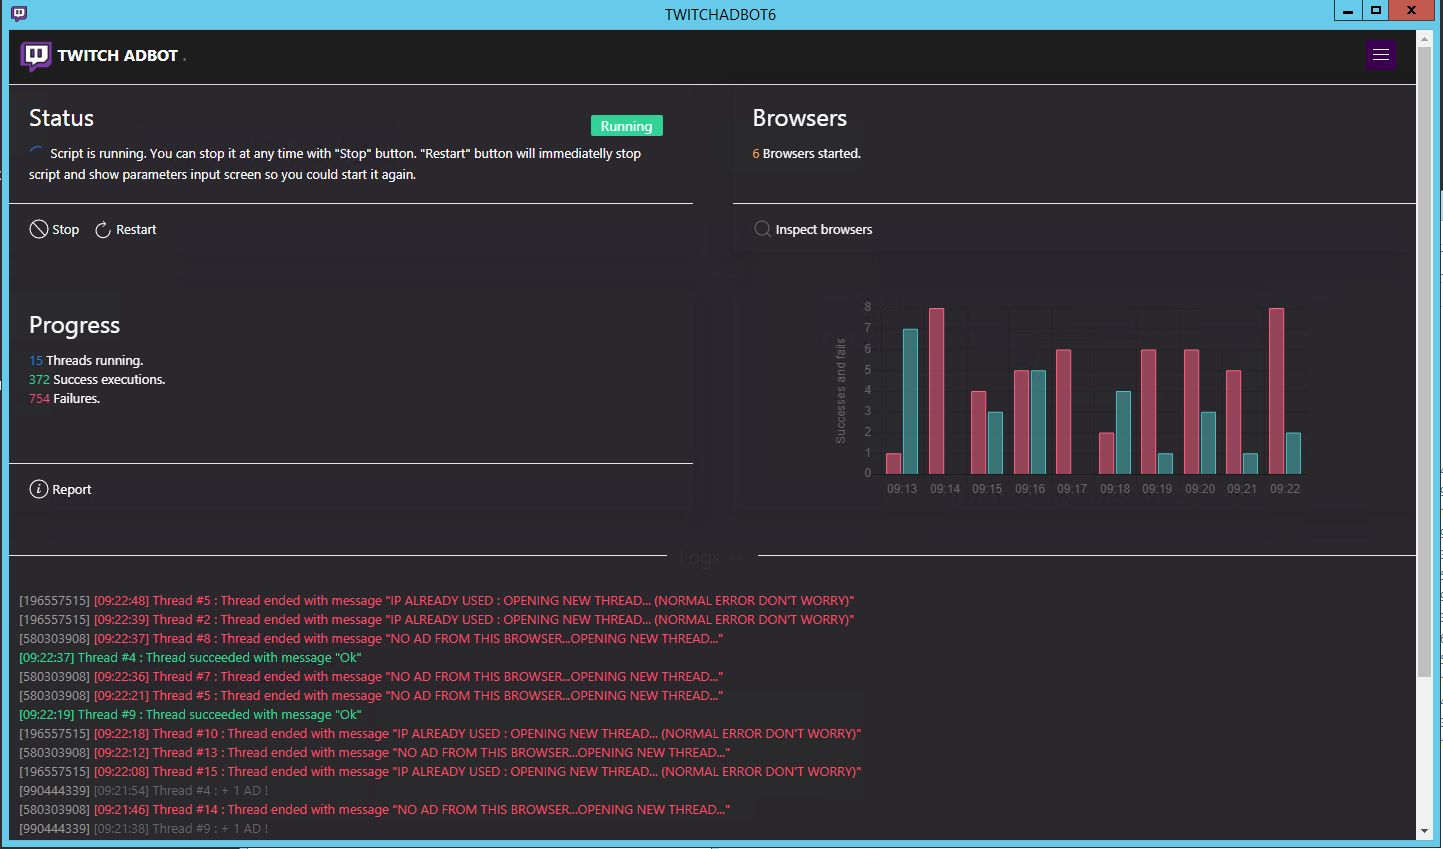 TWITCHADBOT6
TWITCH ADBOT .
Status
Running
Script is running. You can stop it at any time with "Stop" button. "Restart" button will immediatelly stop
script and show parameters input screen so you could start it again.
Stop Restart
Browsers
6 Browsers started.
Inspect browsers
Progress
15 Threads running.
372 Success executions.
754 Failures.
Report
Successes and fails
8
7
6
5
4
3
2
1
0
09:13 09:14 09:15 09:16 09:17 09:18 09:19 09:20 09:21 09:22
Logs
[196557515] [09:22:48] Thread #5 : Thread ended with message "IP ALREADY USED : OPENING NEW THREAD... (NORMAL ERROR DON'T WORRY)"
[196557515] [09:22:39] Thread #2 : Thread ended with message "IP ALREADY USED : OPENING NEW THREAD... (NORMAL ERROR DON'T WORRY)"
[580303908] [09:22:37] Thread #8 : Thread ended with message "NO AD FROM THIS BROWSER...OPENING NEW THREAD..."
[09:22:37] Thread #4 : Thread succeeded with message "Ok"
[580303908] [09:22:36] Thread #7 : Thread ended with message "NO AD FROM THIS BROWSER...OPENING NEW THREAD..."
[580303908] [09:22:21] Thread #5 : Thread ended with message "NO AD FROM THIS BROWSER...OPENING NEW THREAD..."
[09:22:19] Thread #9 : Thread succeeded with message "Ok"
[196557515] [09:22:18] Thread #10 : Thread ended with message "IP ALREADY USED : OPENING NEW THREAD... (NORMAL ERROR DON'T WORRY)"
[580303908] [09:22:12] Thread #13 : Thread ended with message "NO AD FROM THIS BROWSER...OPENING NEW THREAD..."
[196557515] [09:22:08] Thread #15 : Thread ended with message "IP ALREADY USED : OPENING NEW THREAD... (NORMAL ERROR DON'T WORRY)"
[990444339] [09:21:54] Thread #4 : + 1 AD !
[580303908] [09:21:46] Thread #14 : Thread ended with message "NO AD FROM THIS BROWSER...OPENING NEW THREAD..."
[990444339] [09:21:38] Thread #9 : + 1 AD !